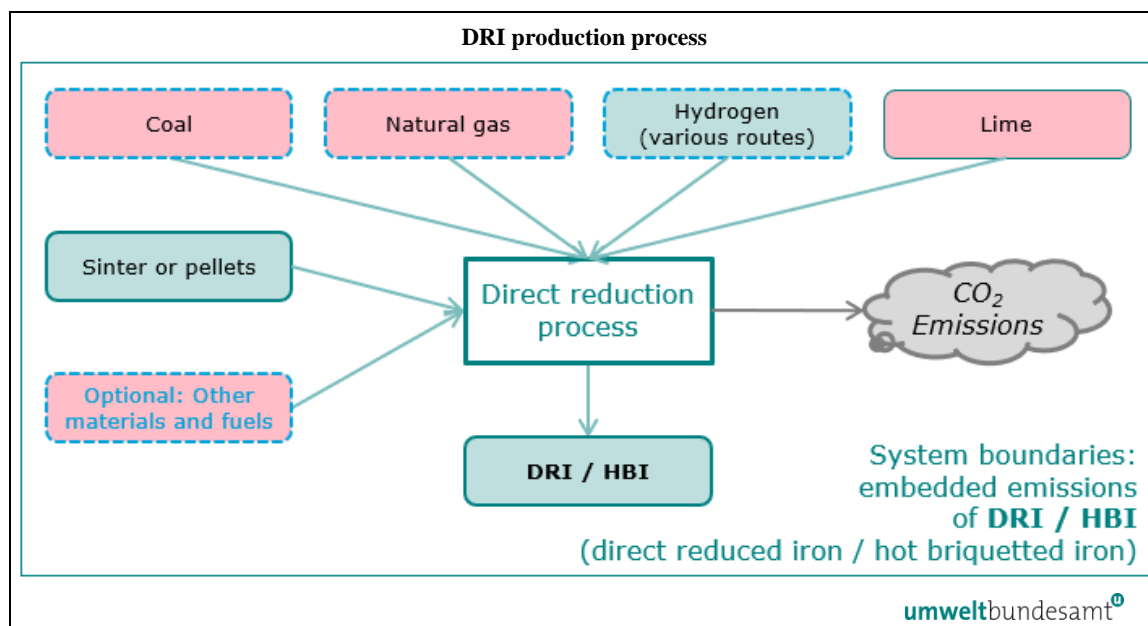 DRI production process
Coal
Natural gas
Hydrogen
(various routes)
Lime
Sinter or pellets
Direct reduction
process
CO₂
Emissions
Optional: Other
materials and fuels
DRI / HBI
System boundaries:
embedded emissions
of DRI / HBI
(direct reduced iron / hot briquetted iron)
umweltbundesamt u